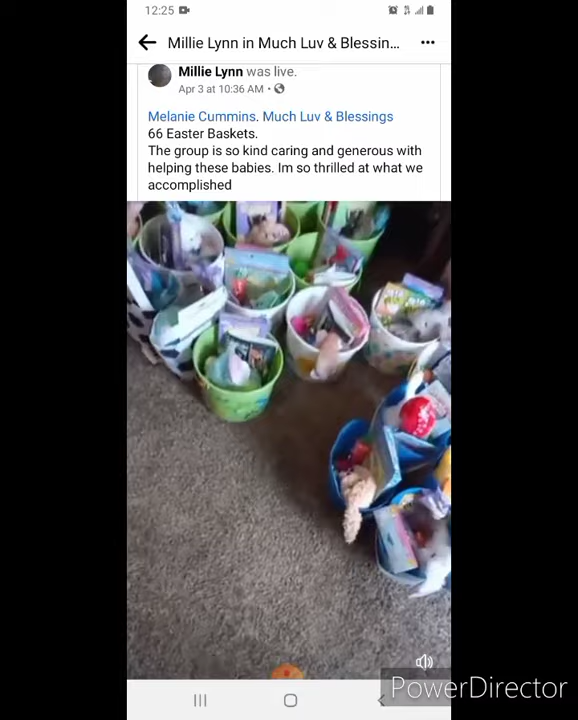 12:25
Millie Lynn in Much Luv & Blessin...
Millie Lynn was live.
Apr 3 at 10:36 AM •
Melanie Cummins. Much Luv & Blessings
66 Easter Baskets.
The group is so kind caring and generous with
helping these babies. Im so thrilled at what we
accomplished
PowerDirector